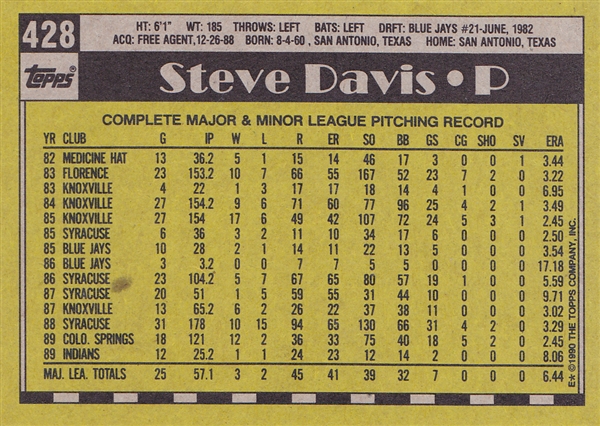 428
HT: 6'1" WT: 185 THROWS: LEFT BATS: LEFT DRFT: BLUE JAYS #21-JUNE, 1982
ACQ: FREE AGENT,12-26-88 BORN: 8-4-60 , SAN ANTONIO, TEXAS HOME: SAN ANTONIO, TEXAS
Topps
Steve Davis • P
COMPLETE MAJOR & MINOR LEAGUE PITCHING RECORD
YR CLUB G IP W L R ER SO BB GS CG SHO SV ERA
82 MEDICINE HAT 13 36.2 5 1 15 14 46 17 3 0 0 1 3.44
83 FLORENCE 23 153.2 10 7 66 55 167 52 23 7 2 0 3.22
83 KNOXVILLE 4 22 1 3 17 17 18 14 4 1 0 0 6.95
84 KNOXVILLE 27 154.2 9 6 71 60 77 96 25 4 2 1 3.49
85 KNOXVILLE 27 154 17 6 49 42 107 72 24 5 3 1 2.45
85 SYRACUSE 6 36 3 2 11 10 34 17 6 0 0 0 2.50
85 BLUE JAYS 10 28 2 1 14 11 22 13 5 0 0 0 3.54
86 BLUE JAYS 3 3.2 0 0 7 7 5 5 0 0 0 0 17.18
86 SYRACUSE 23 104.2 5 7 67 65 80 57 19 1 0 0 5.59
87 SYRACUSE 20 51 1 5 59 55 31 44 10 0 0 0 9.71
87 KNOXVILLE 13 65.2 6 2 26 22 37 38 11 0 0 0 3.02
88 SYRACUSE 31 178 10 15 94 65 130 66 31 4 2 0 3.29
89 COLO. SPRINGS 18 121 12 2 36 33 75 40 18 5 2 0 2.45
89 INDIANS 12 25.2 1 1 24 23 12 14 2 0 0 0 8.06
MAJ. LEA. TOTALS 25 57.1 3 2 45 41 39 32 7 0 0 0 6.44
E* ©1990 THE TOPPS COMPANY, INC.